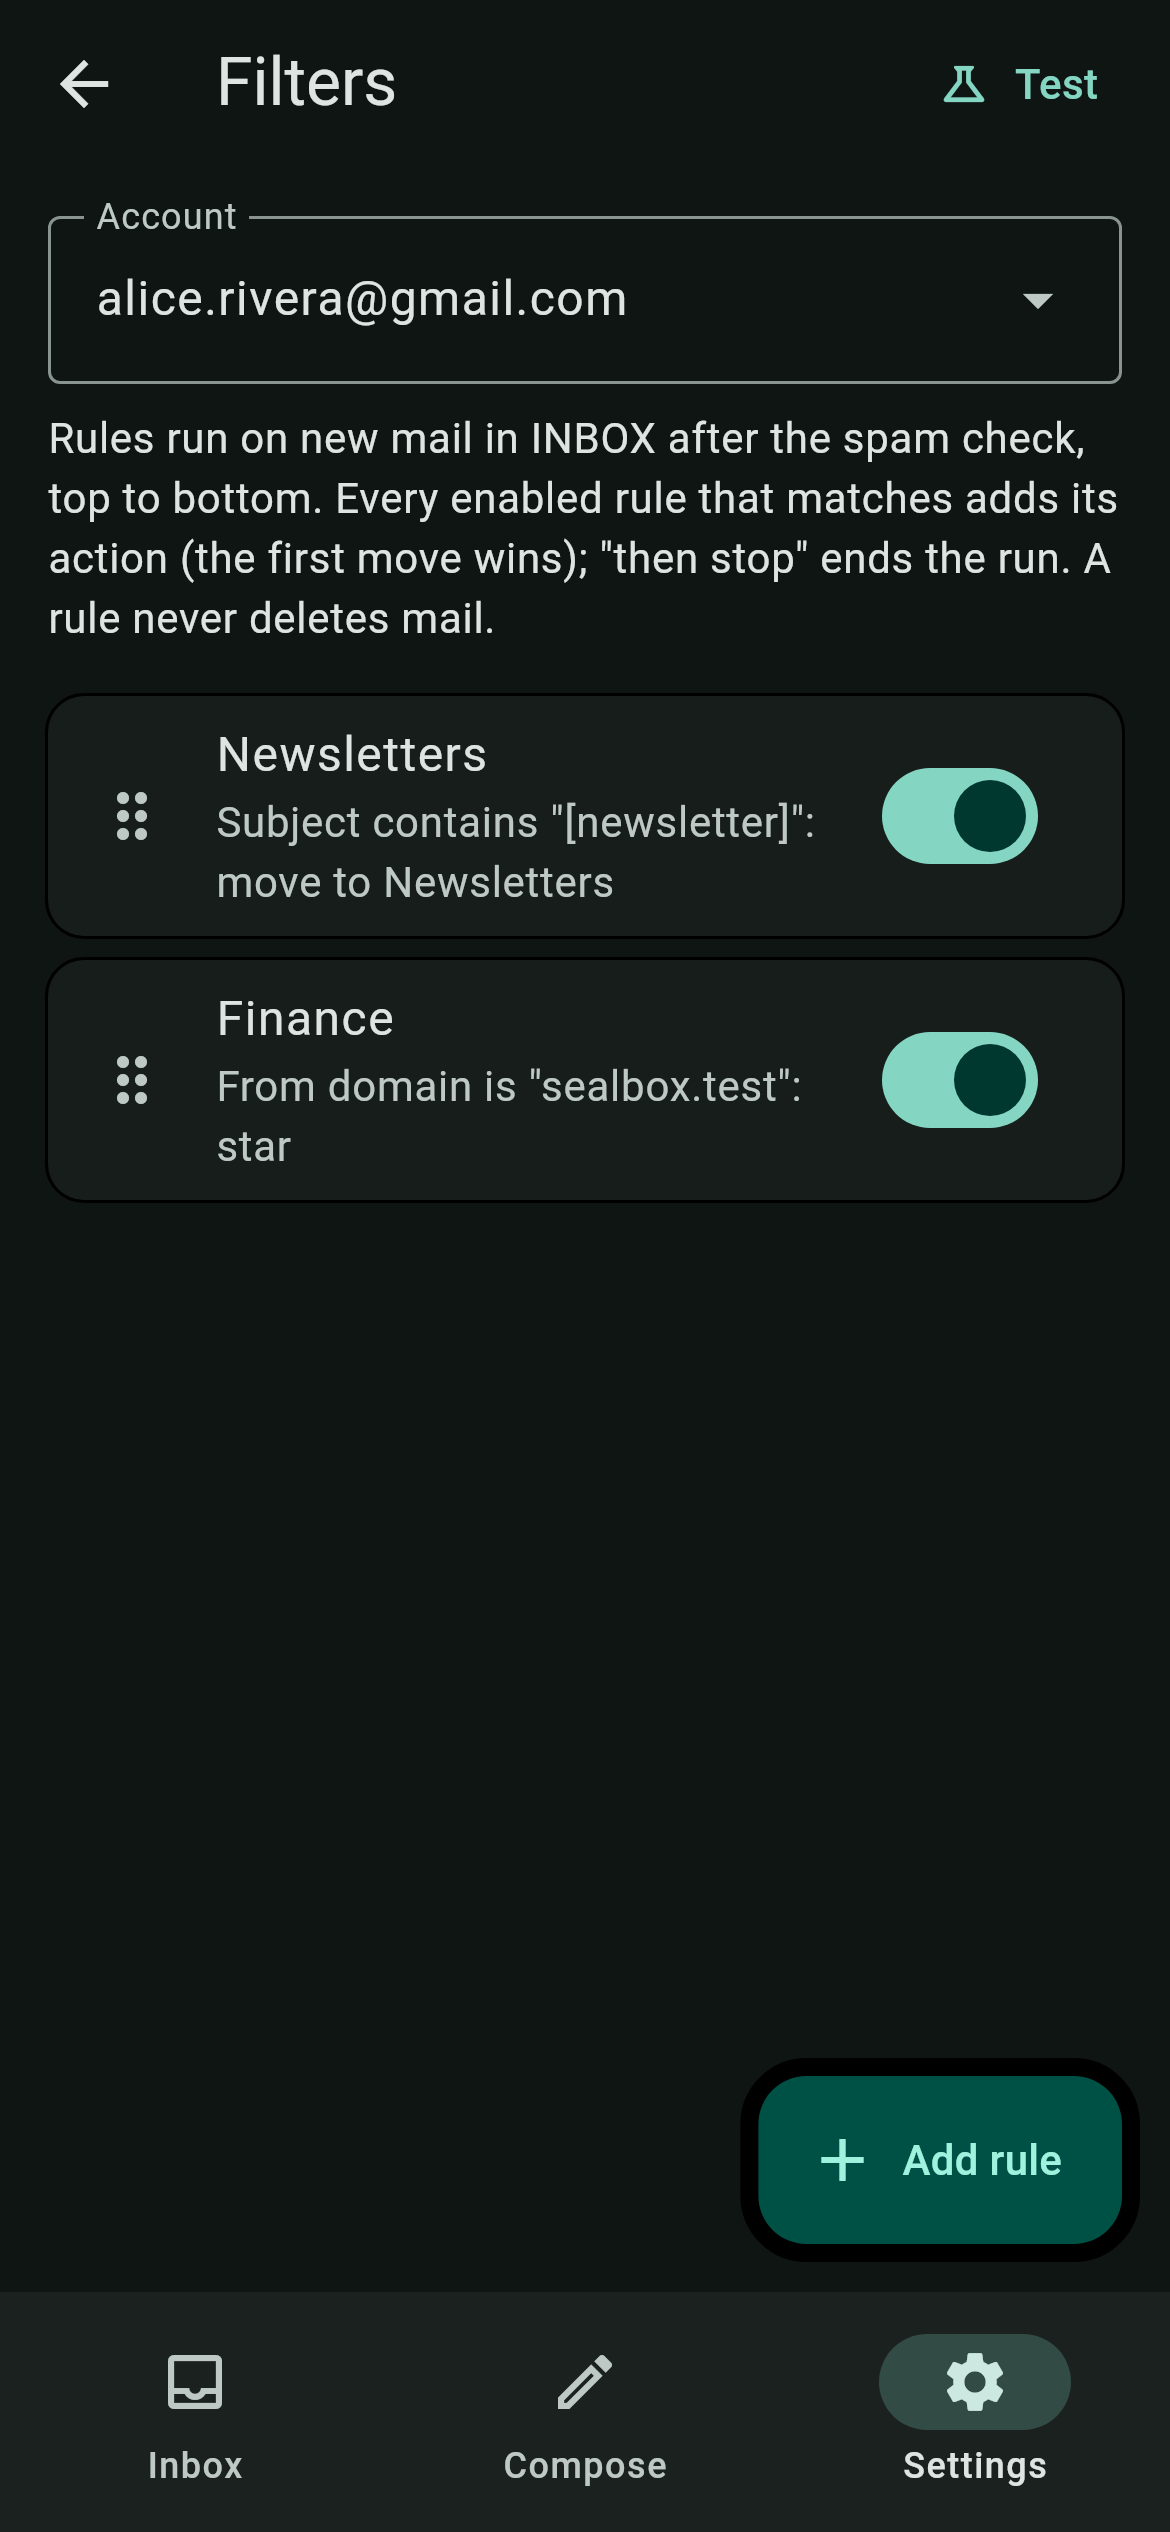 Filters
Test
Account
alice.rivera@gmail.com
Rules run on new mail in INBOX after the spam check,
top to bottom. Every enabled rule that matches adds its
action (the first move wins); "then stop" ends the run. A
rule never deletes mail.
Newsletters
Subject contains "[newsletter]":
move to Newsletters
Finance
From domain is "sealbox.test":
star
Add rule
Inbox
Compose
Settings